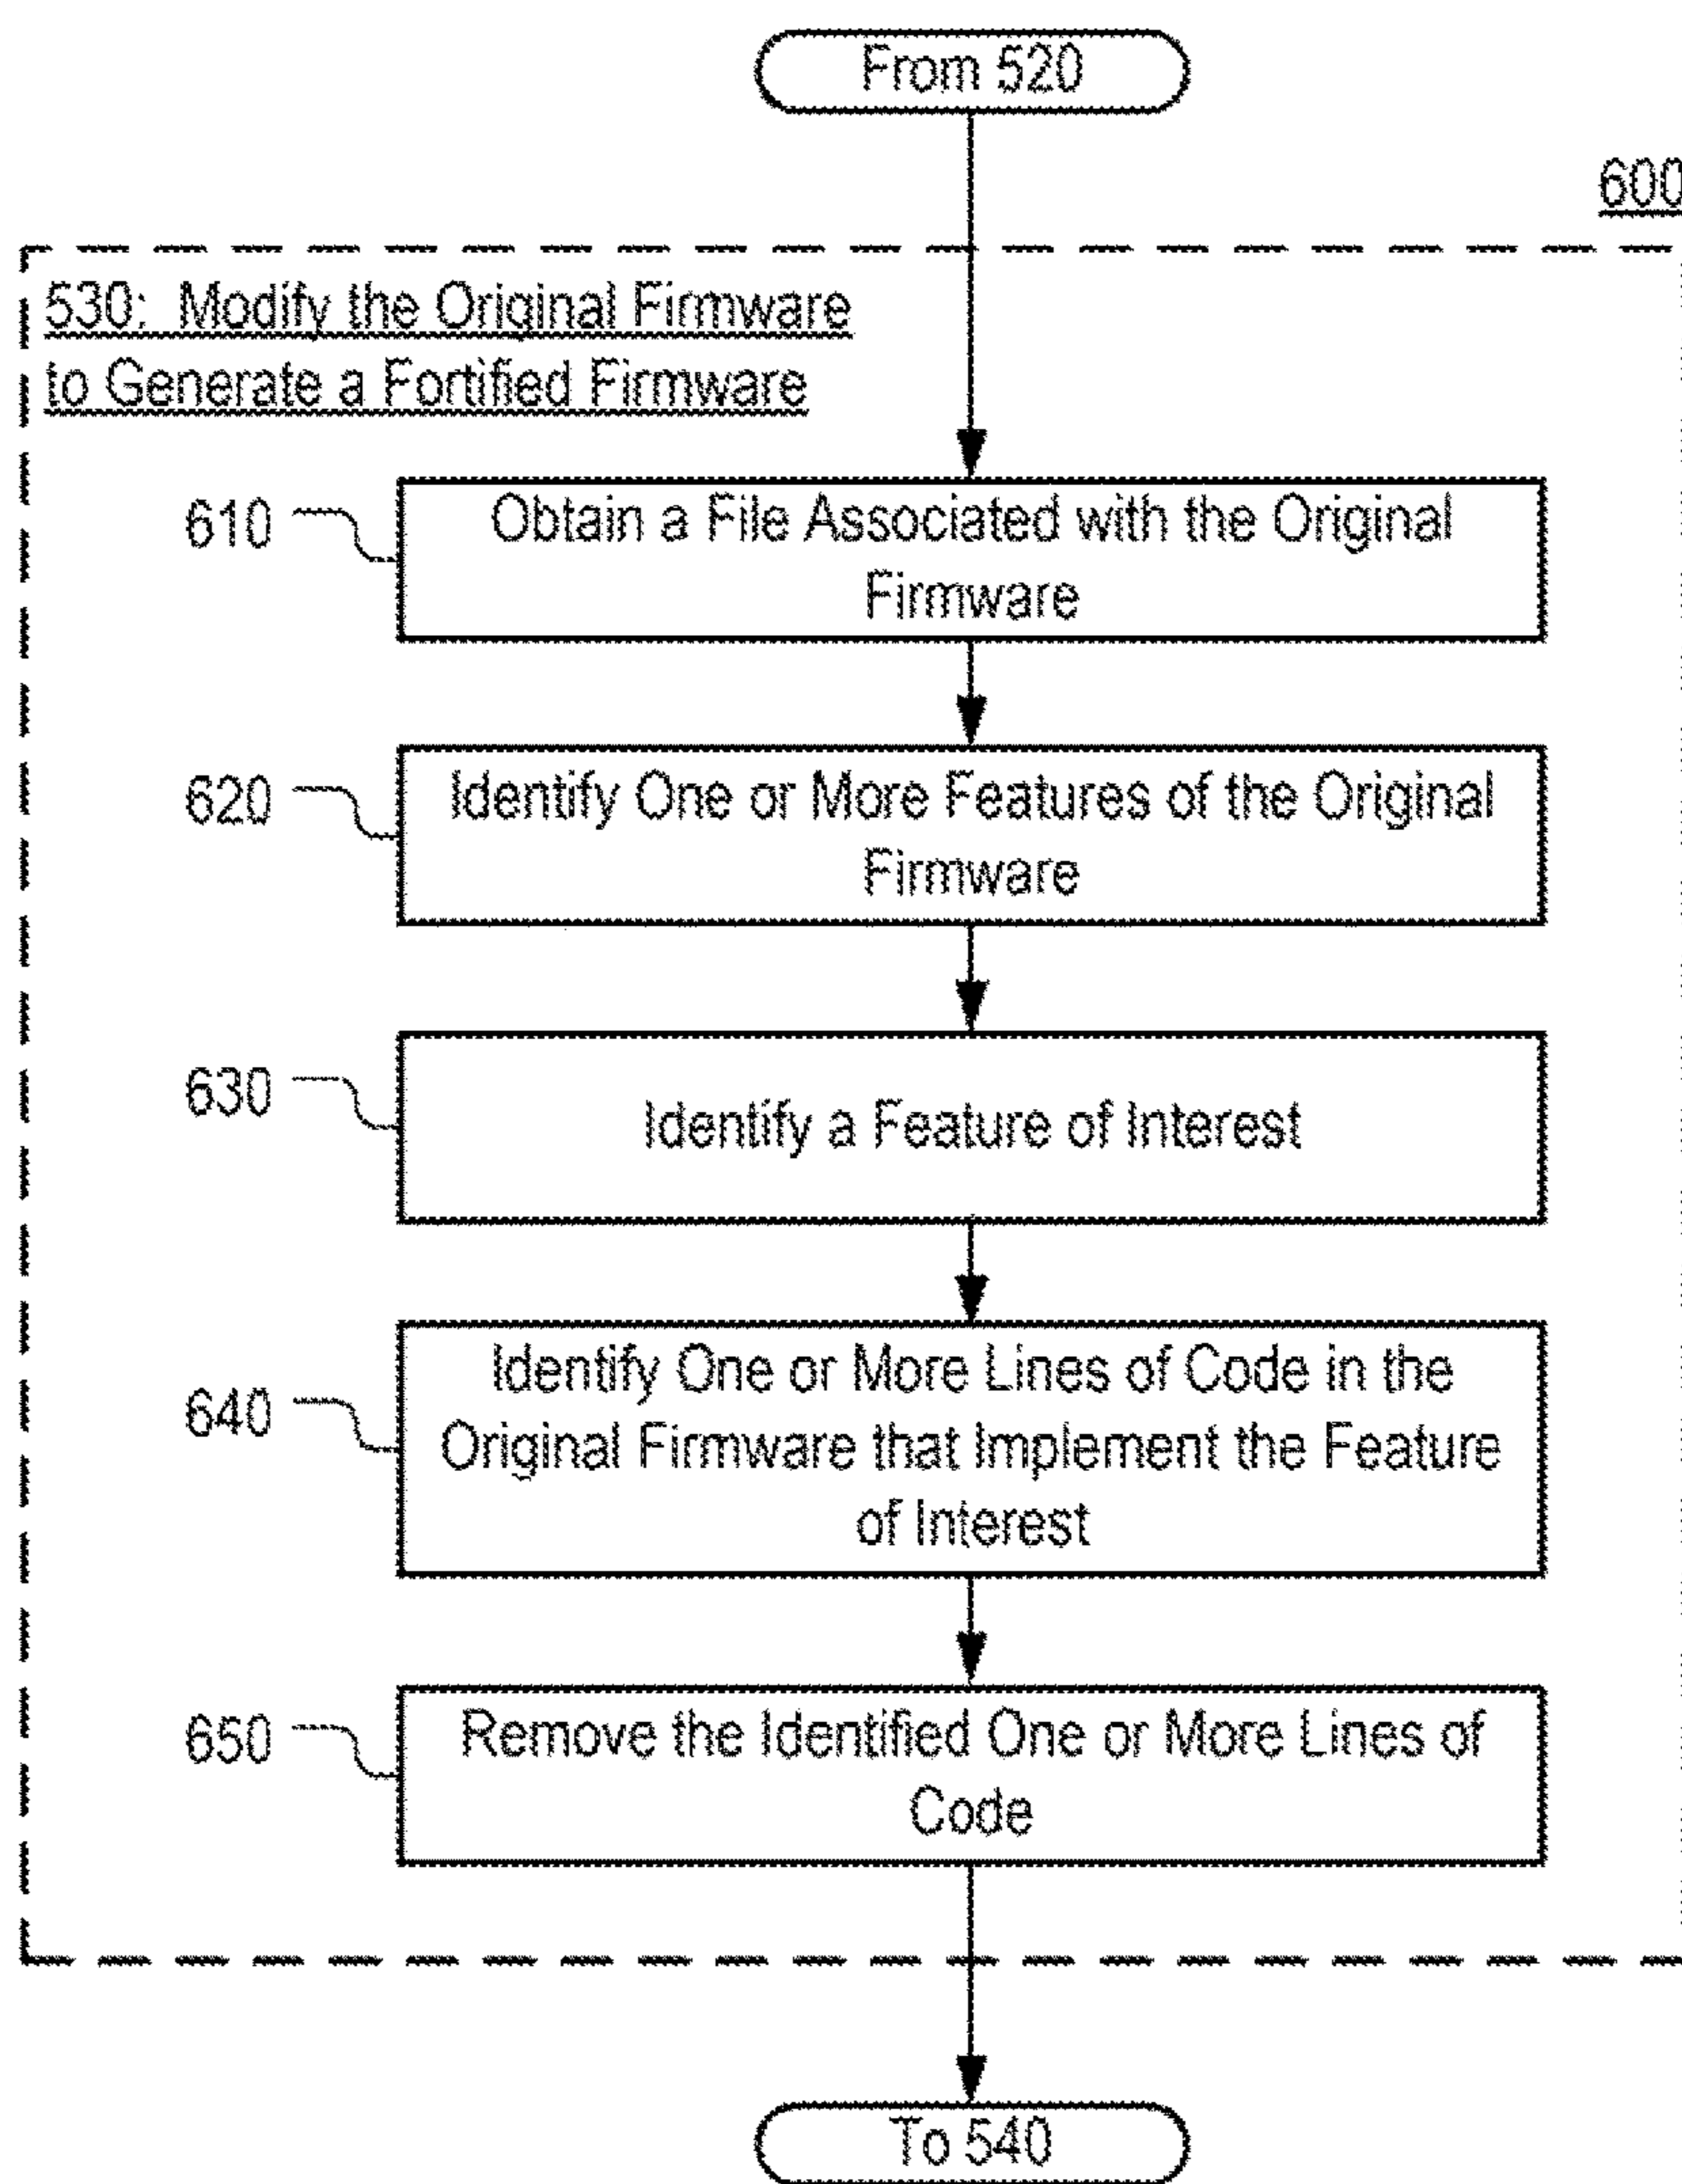 From 520
600
530: Modify the Original Firmware
to Generate a Fortified Firmware
610
Obtain a File Associated with the Original
Firmware
620
Identify One or More Features of the Original
Firmware
630
Identify a Feature of Interest
640
Identify One or More Lines of Code in the
Original Firmware that Implement the Feature
of Interest
650
Remove the Identified One or More Lines of
Code
To 540